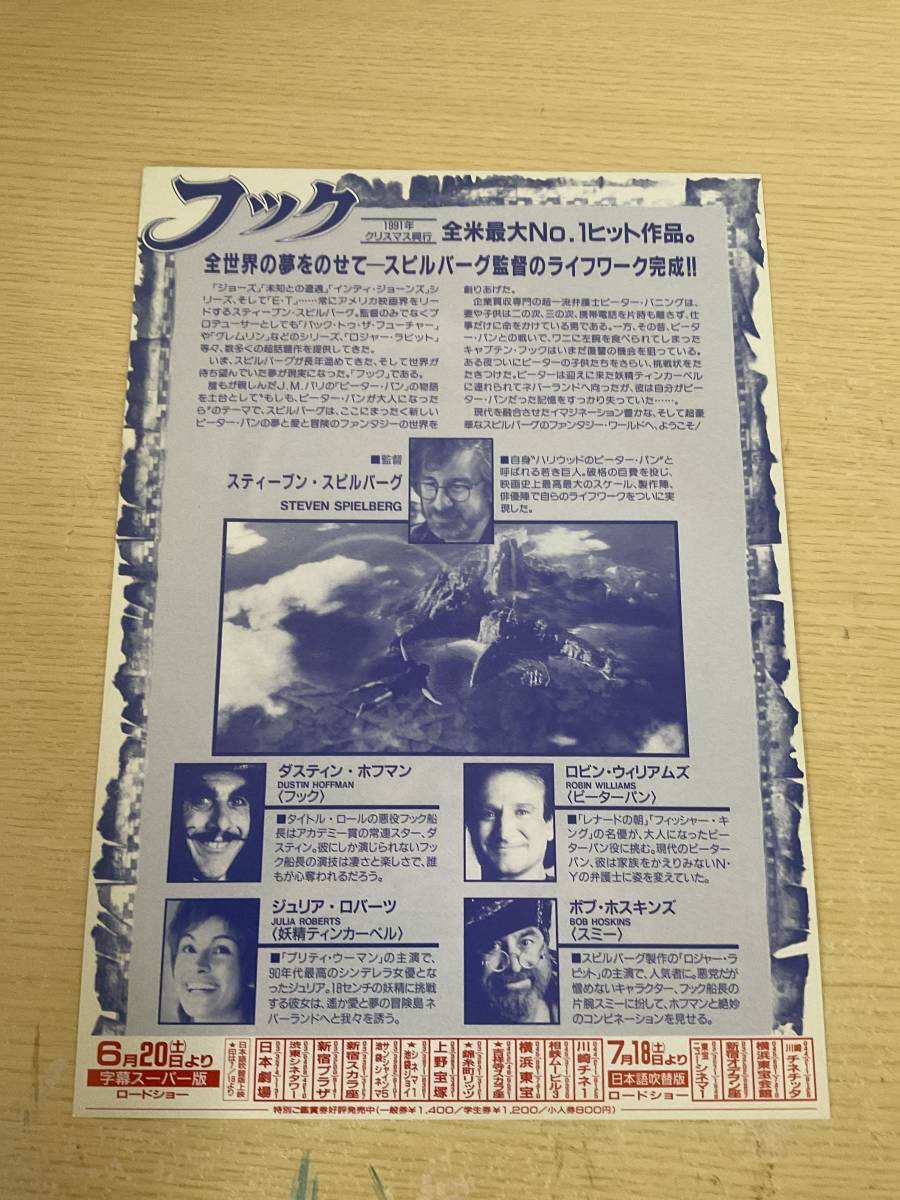 フック
1991年
クリスマス興行
全米最大No.1ヒット作品。
全世界の夢をのせて—スピルバーグ監督のライフワーク完成!!
「ジョーズ」「未知との遭遇」「インディ・ジョーンズ」シ
リーズ、そして「E・T」……常にアメリカ映画界をリー
ドするスティーブン・スピルバーグ。監督のみでなくプ
ロデューサーとしても「バック・トゥ・ザ・フューチャー」
や「グレムリン」などのシリーズ、「ロジャー・ラビット」
等々、数多くの超話題作を提供してきた。
いま、スピルバーグが長年温めてきた、そして世界が
待ち望んでいた夢が現実になった。「フック」である。
誰もが親しんだJ.M.バリの“ピーター・パン”の物語
を土台として“もしも、ピーター・パンが大人になった
ら”のテーマで、スピルバーグは、ここにまったく新しい
ピーター・パンの夢と愛と冒険のファンタジーの世界を
創りあげた。
企業買収専門の超一流弁護士ピーター・バニングは、
妻や子供は二の次、三の次、携帯電話を片時も離さず、仕
事だけに命をかけている男である。一方、その昔、ピータ
ー・パンとの戦いで、ワニに左腕を食べられてしまった
キャプテン・フックはいまだ復讐の機会を狙っている。
ある夜ついにピーターの子供たちをさらい、挑戦状をた
たきつけた。ピーターは迎えに来た妖精ティンカーベル
に連れられてネバーランドへ向ったが、彼は自分がピー
ター・パンだった記憶をすっかり失っていた……。
現代を融合させたイマジネーション豊かな、そして超豪
華なスピルバーグのファンタジー・ワールドへ、ようこそ!
■監督
スティーブン・スピルバーグ
STEVEN SPIELBERG
■自身“ハリウッドのピーター・パン”と
呼ばれる若き巨人。破格の巨費を投じ、
映画史上最高最大のスケール、製作陣、
俳優陣で自らのライフワークをついに実
現した。
ダスティン・ホフマン
DUSTIN HOFFMAN
〈フック〉
■タイトル・ロールの悪役フック船
長はアカデミー賞の常連スター、ダ
スティン。彼にしか演じられないフッ
ク船長の演技は凄さと楽しさで、誰
もが心奪われるだろう。
ロビン・ウィリアムズ
ROBIN WILLIAMS
〈ピーターパン〉
■「レナードの朝」「フィッシャー・キ
ング」の名優が、大人になったピー
ターパン役に挑む。現代のピーター
パン、彼は家族をかえりみないN・
Yの弁護士に姿を変えていた。
ジュリア・ロバーツ
JULIA ROBERTS
〈妖精ティンカーベル〉
■「プリティ・ウーマン」の主演で、
90年代最高のシンデレラ女優とな
ったジュリア。18センチの妖精に挑戦
する彼女は、遥か愛と夢の冒険島ネ
バーランドへと我々を誘う。
ボブ・ホスキンズ
BOB HOSKINS
〈スミー〉
■スピルバーグ製作の「ロジャー・ラ
ビット」の主演で、人気者に。悪党だが
憎めないキャラクター、フック船長の
片腕スミーに扮して、ホフマンと絶妙
のコンビネーションを見せる。
6月20日(土)より
字幕スーパー版
ロードショー
日本語吹替版上映
★印は7/18より
日本劇場
渋東シネタワー
新宿プラザ
新宿スカラ座
サンシャイン5
池袋シネマ
上野宝塚
★錦糸町リッツ
横浜東宝
相鉄ムービル3
川崎チネ1
7月18日(土)より
日本語吹替版
ロードショー
新宿オデヲン座
横浜東宝会館
川崎チネチッタ
特別ご鑑賞券好評発売中(一般券¥1,400/学生券¥1,200/小人券800円)